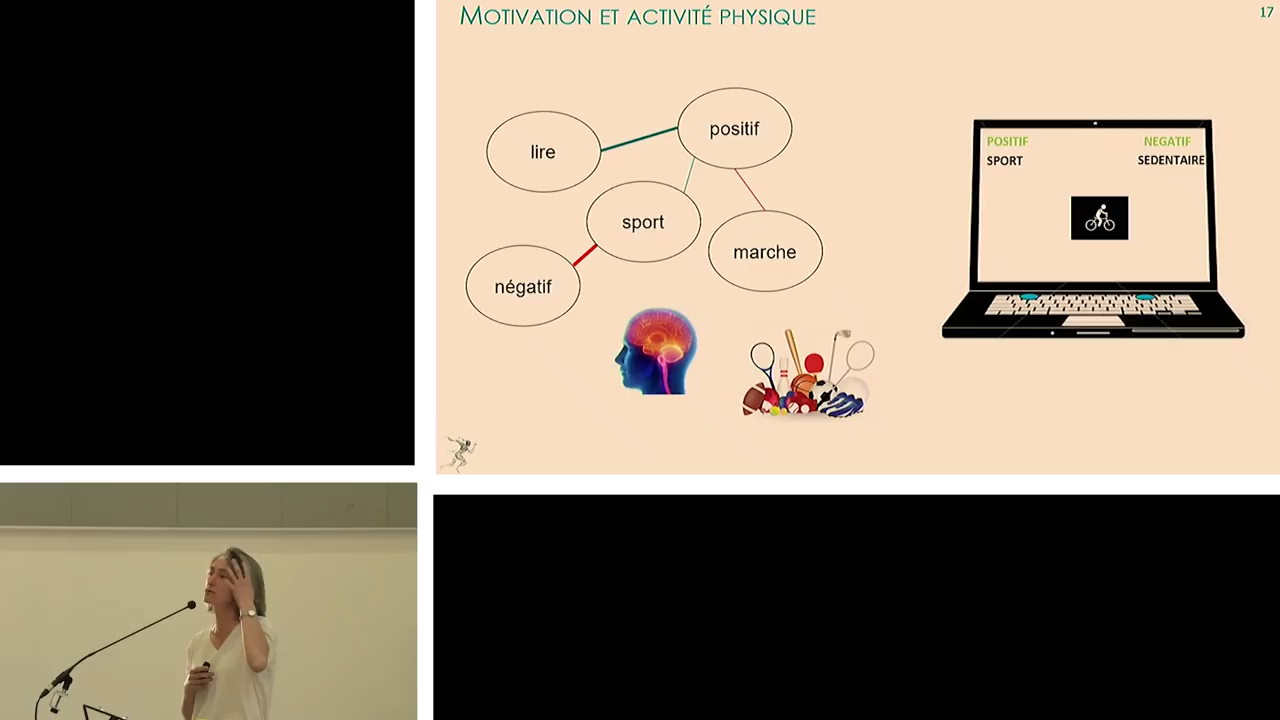 MOTIVATION ET ACTIVITÉ PHYSIQUE
17
lire
positif
sport
marche
négatif
POSITIF
NEGATIF
SPORT
SEDENTAIRE